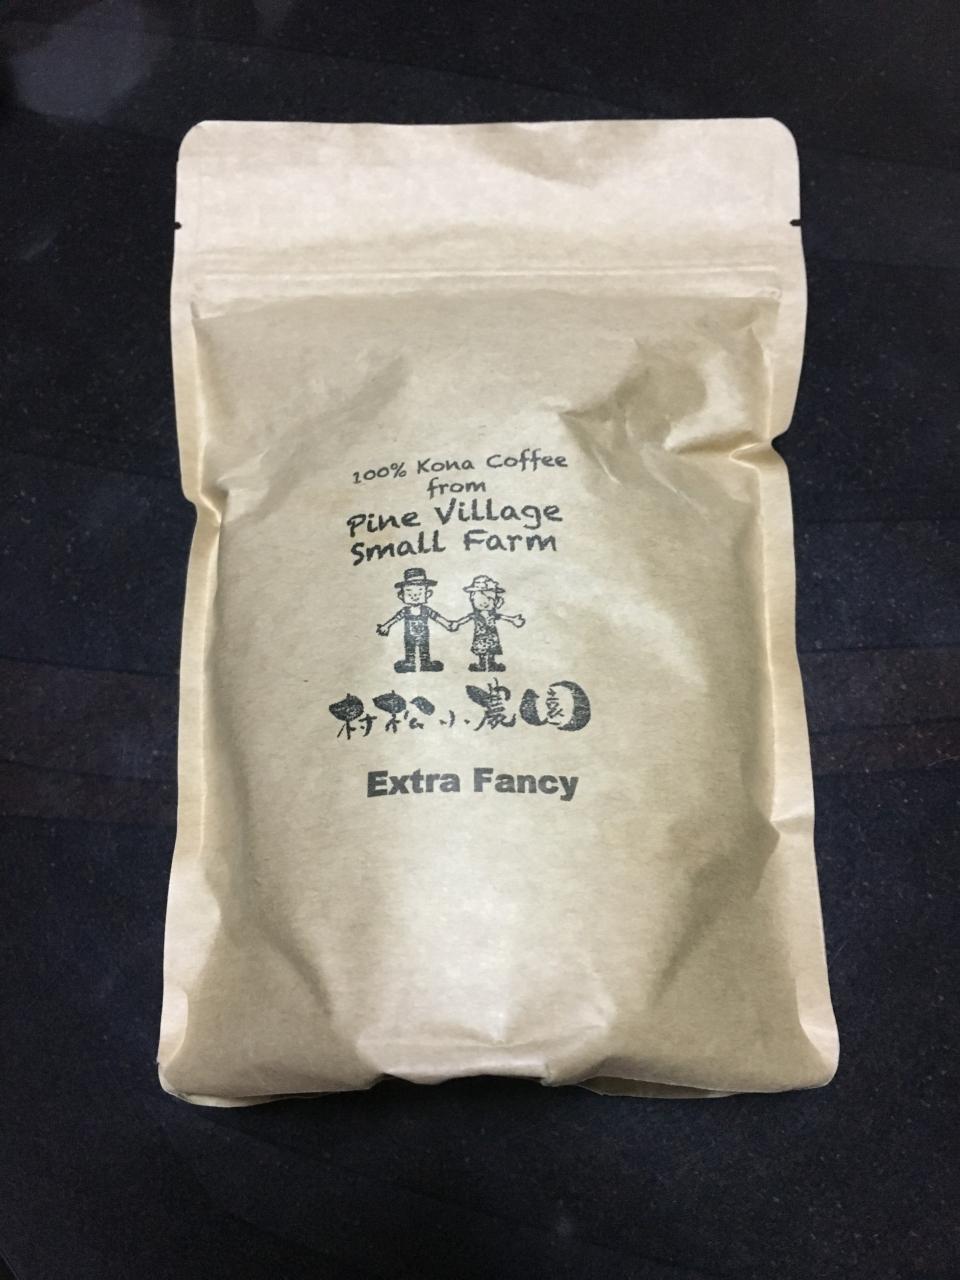 100% Kona Coffee
from
Pine Village
Small Farm
村松小農園
Extra Fancy